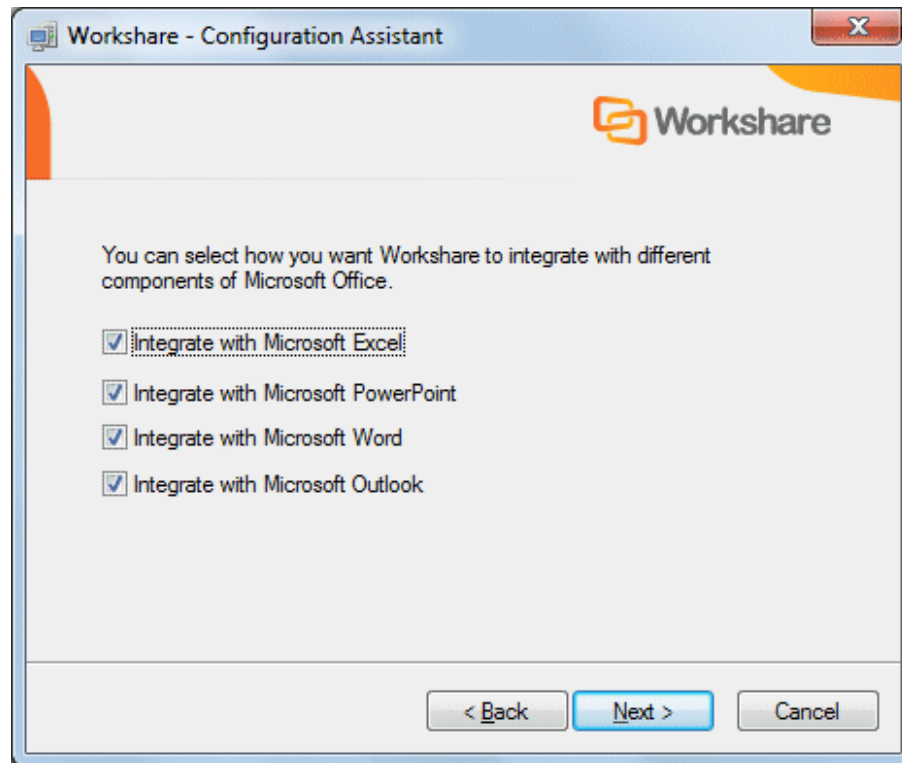 Workshare - Configuration Assistant
Workshare
You can select how you want Workshare to integrate with different
components of Microsoft Office.
Integrate with Microsoft Excel
Integrate with Microsoft PowerPoint
Integrate with Microsoft Word
Integrate with Microsoft Outlook
< Back Next > Cancel